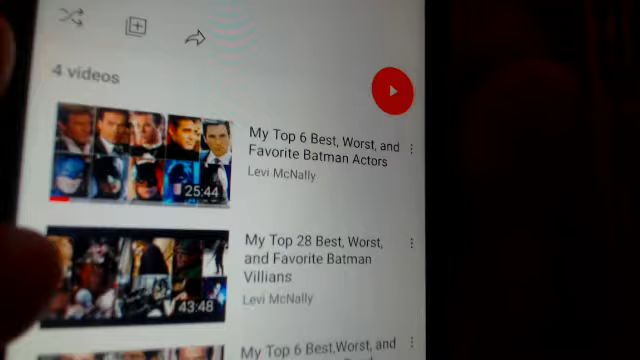 4 videos
My Top 6 Best, Worst, and
Favorite Batman Actors
Levi McNally
25:44
My Top 28 Best, Worst,
and Favorite Batman
Villians
Levi McNally
43:48
My Top 6 Best,Worst, and